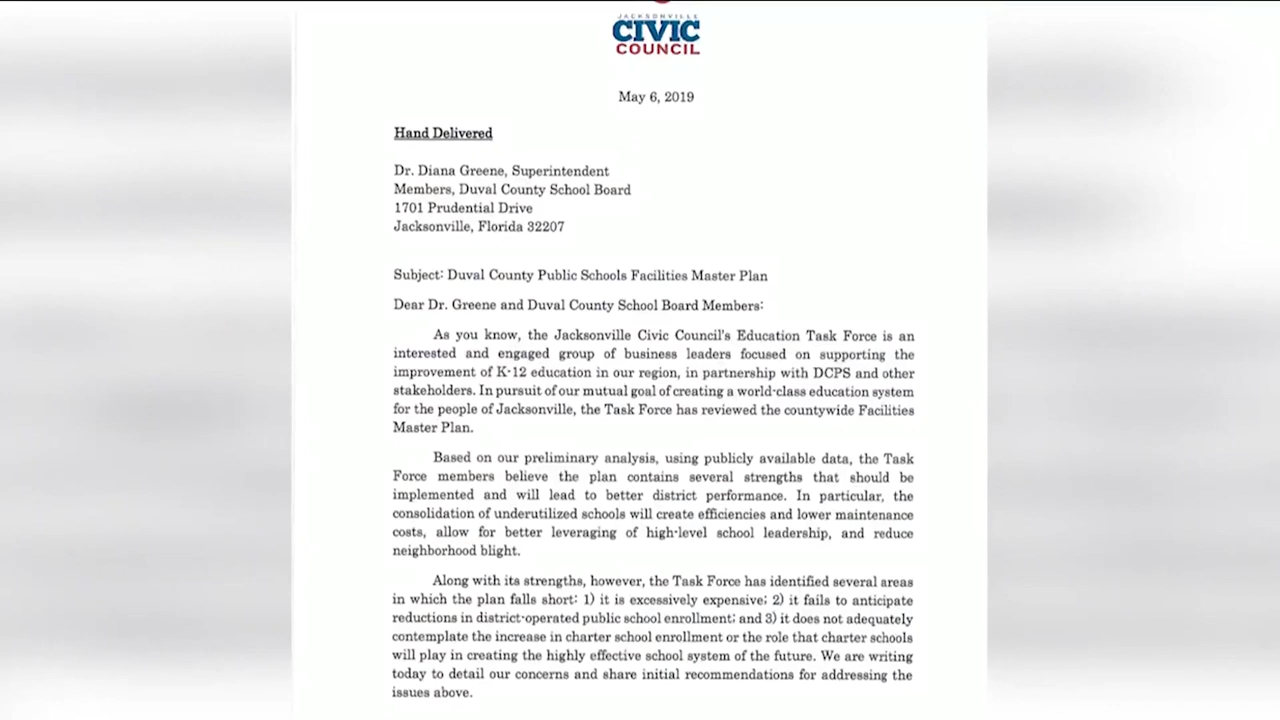 JACKSONVILLE
CIVIC
COUNCIL
May 6, 2019
Hand Delivered
Dr. Diana Greene, Superintendent
Members, Duval County School Board
1701 Prudential Drive
Jacksonville, Florida 32207
Subject: Duval County Public Schools Facilities Master Plan
Dear Dr. Greene and Duval County School Board Members:
As you know, the Jacksonville Civic Council's Education Task Force is an
interested and engaged group of business leaders focused on supporting the
improvement of K-12 education in our region, in partnership with DCPS and other
stakeholders. In pursuit of our mutual goal of creating a world-class education system
for the people of Jacksonville, the Task Force has reviewed the countywide Facilities
Master Plan.
Based on our preliminary analysis, using publicly available data, the Task
Force members believe the plan contains several strengths that should be
implemented and will lead to better district performance. In particular, the
consolidation of underutilized schools will create efficiencies and lower maintenance
costs, allow for better leveraging of high-level school leadership, and reduce
neighborhood blight.
Along with its strengths, however, the Task Force has identified several areas
in which the plan falls short: 1) it is excessively expensive; 2) it fails to anticipate
reductions in district-operated public school enrollment; and 3) it does not adequately
contemplate the increase in charter school enrollment or the role that charter schools
will play in creating the highly effective school system of the future. We are writing
today to detail our concerns and share initial recommendations for addressing the
issues above.